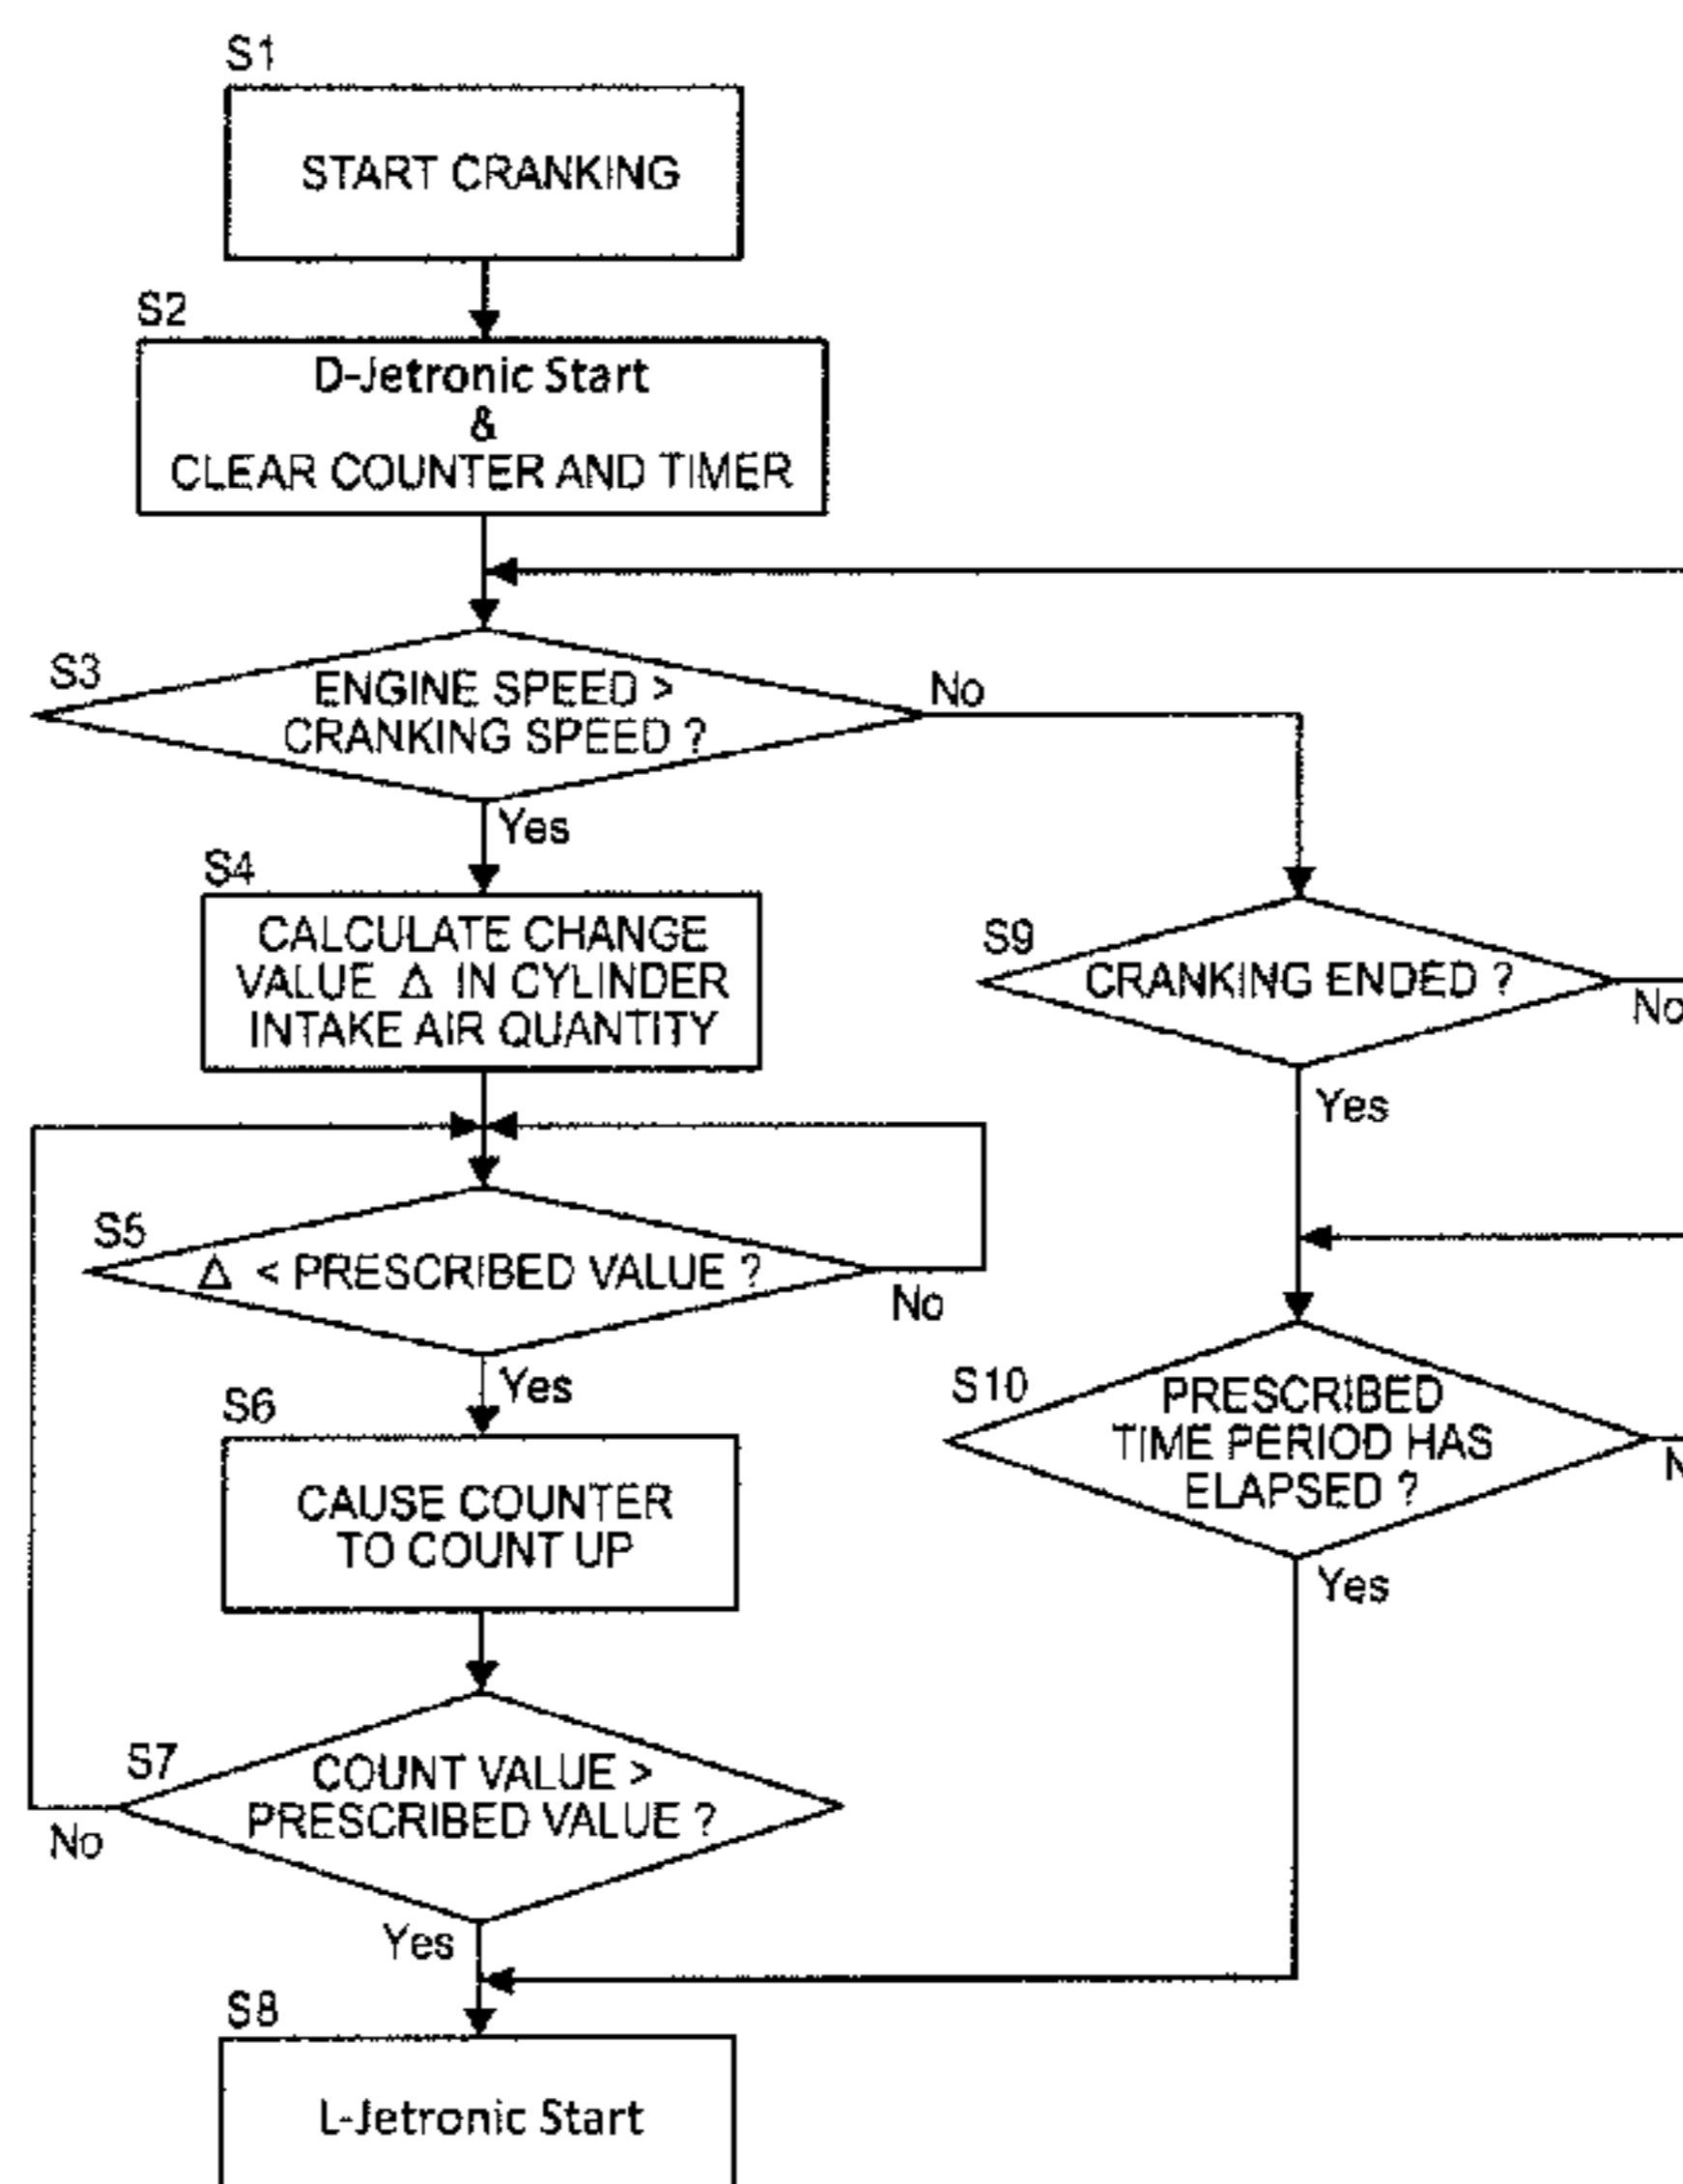 S1
START CRANKING
S2
D-Jetronic Start
&
CLEAR COUNTER AND TIMER
S3
ENGINE SPEED >
CRANKING SPEED ?
No
Yes
S4
CALCULATE CHANGE
VALUE Δ IN CYLINDER
INTAKE AIR QUANTITY
S9
CRANKING ENDED ?
No
Yes
S5
Δ < PRESCRIBED VALUE ?
No
Yes
S10
PRESCRIBED
TIME PERIOD HAS
ELAPSED ?
Yes
S6
CAUSE COUNTER
TO COUNT UP
S7
COUNT VALUE >
PRESCRIBED VALUE ?
No
Yes
S8
L-Jetronic Start